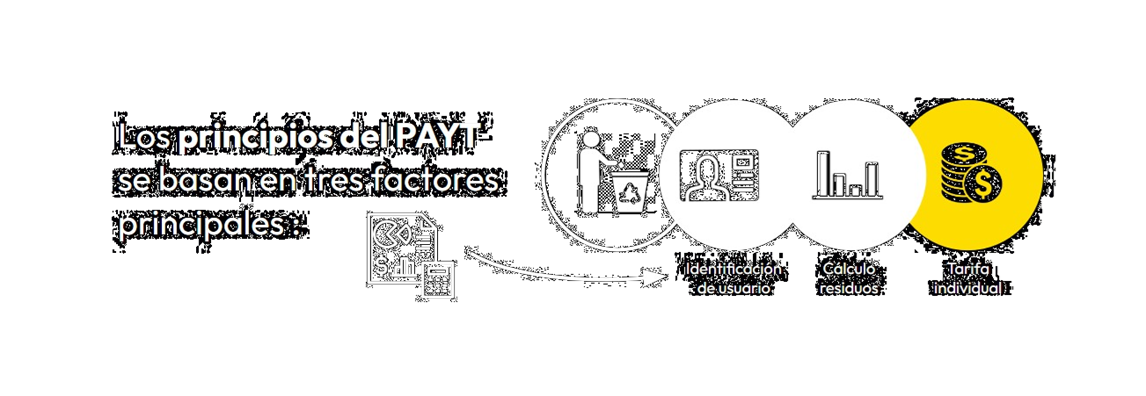 Los principios del PAYT
se basan en tres factores
principales :
Identificación
de usuario
Cálculo
residuos
Tarifa
individual